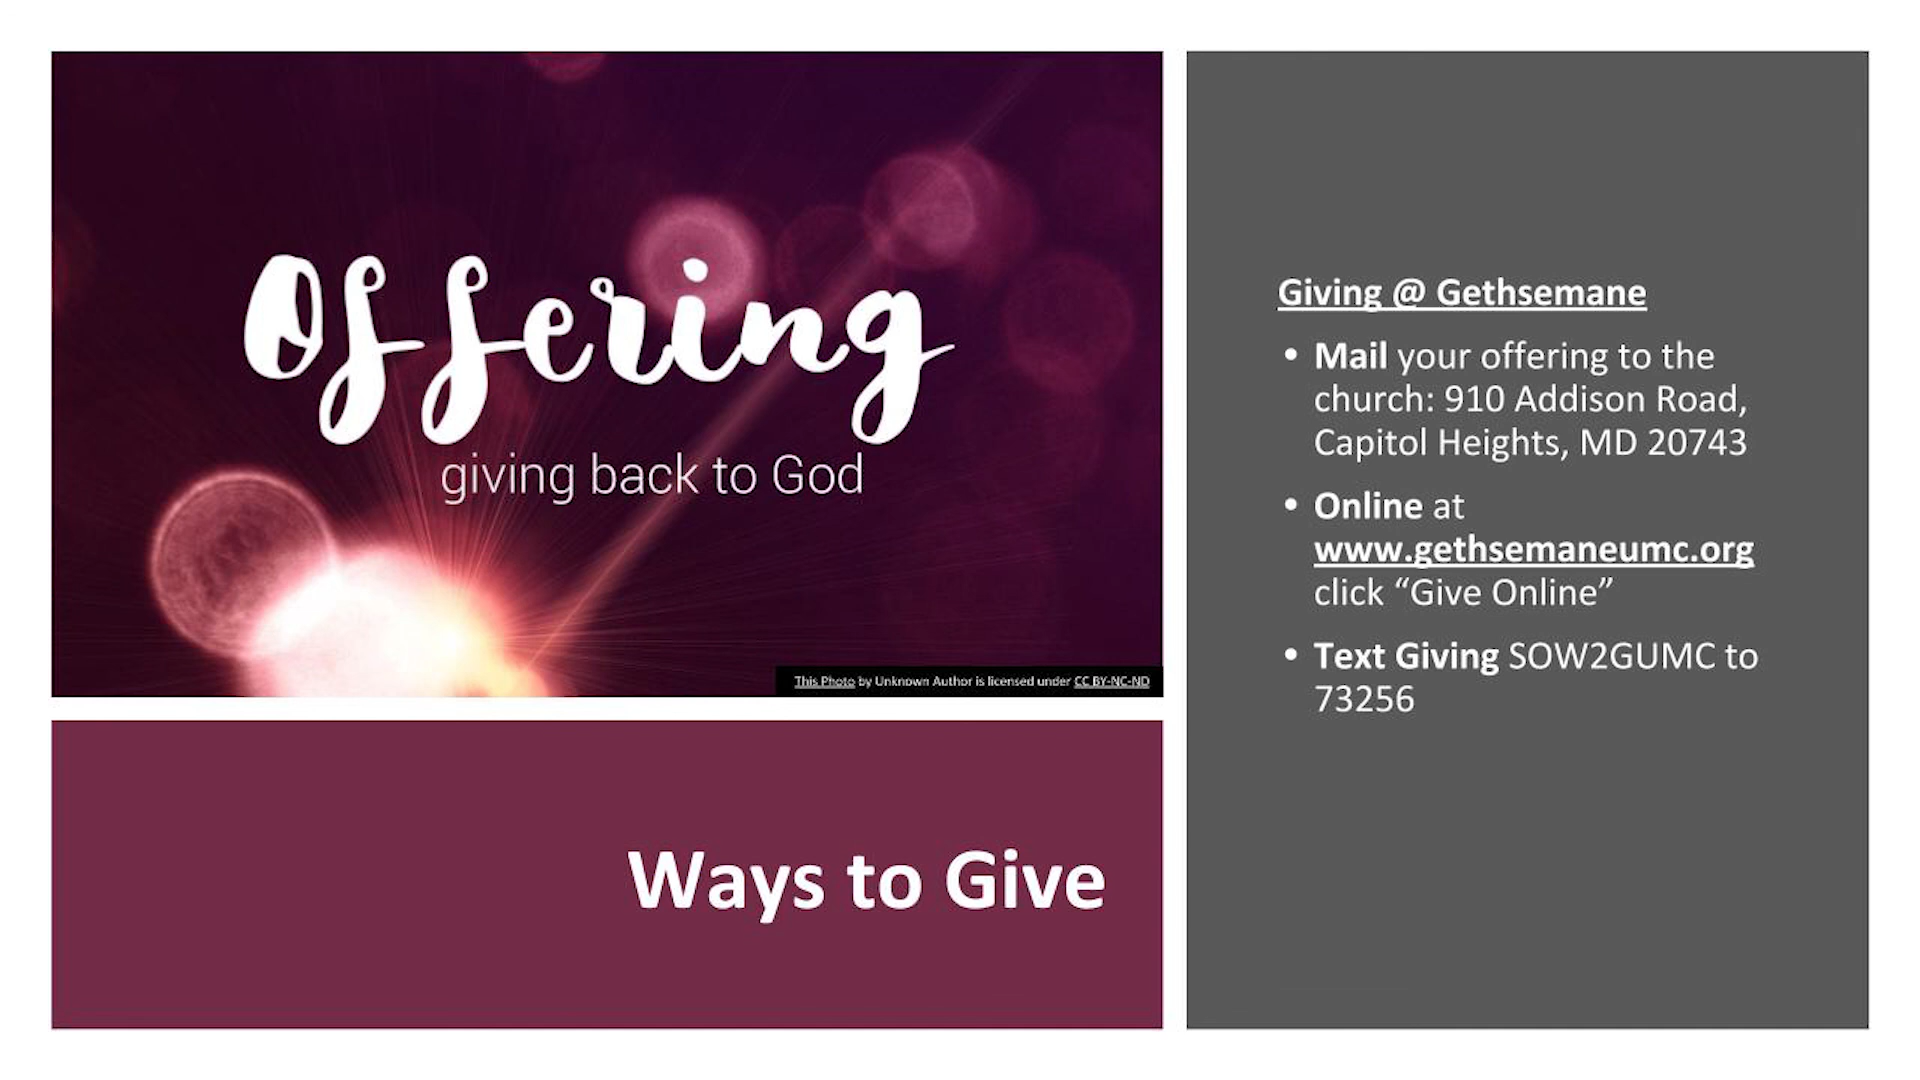 Offering
giving back to God
This Photo by Unknown Author is licensed under CC BY-NC-ND
Ways to Give
Giving @ Gethsemane
• Mail your offering to the
church: 910 Addison Road,
Capitol Heights, MD 20743
• Online at
www.gethsemaneumc.org
click “Give Online”
• Text Giving SOW2GUMC to
73256